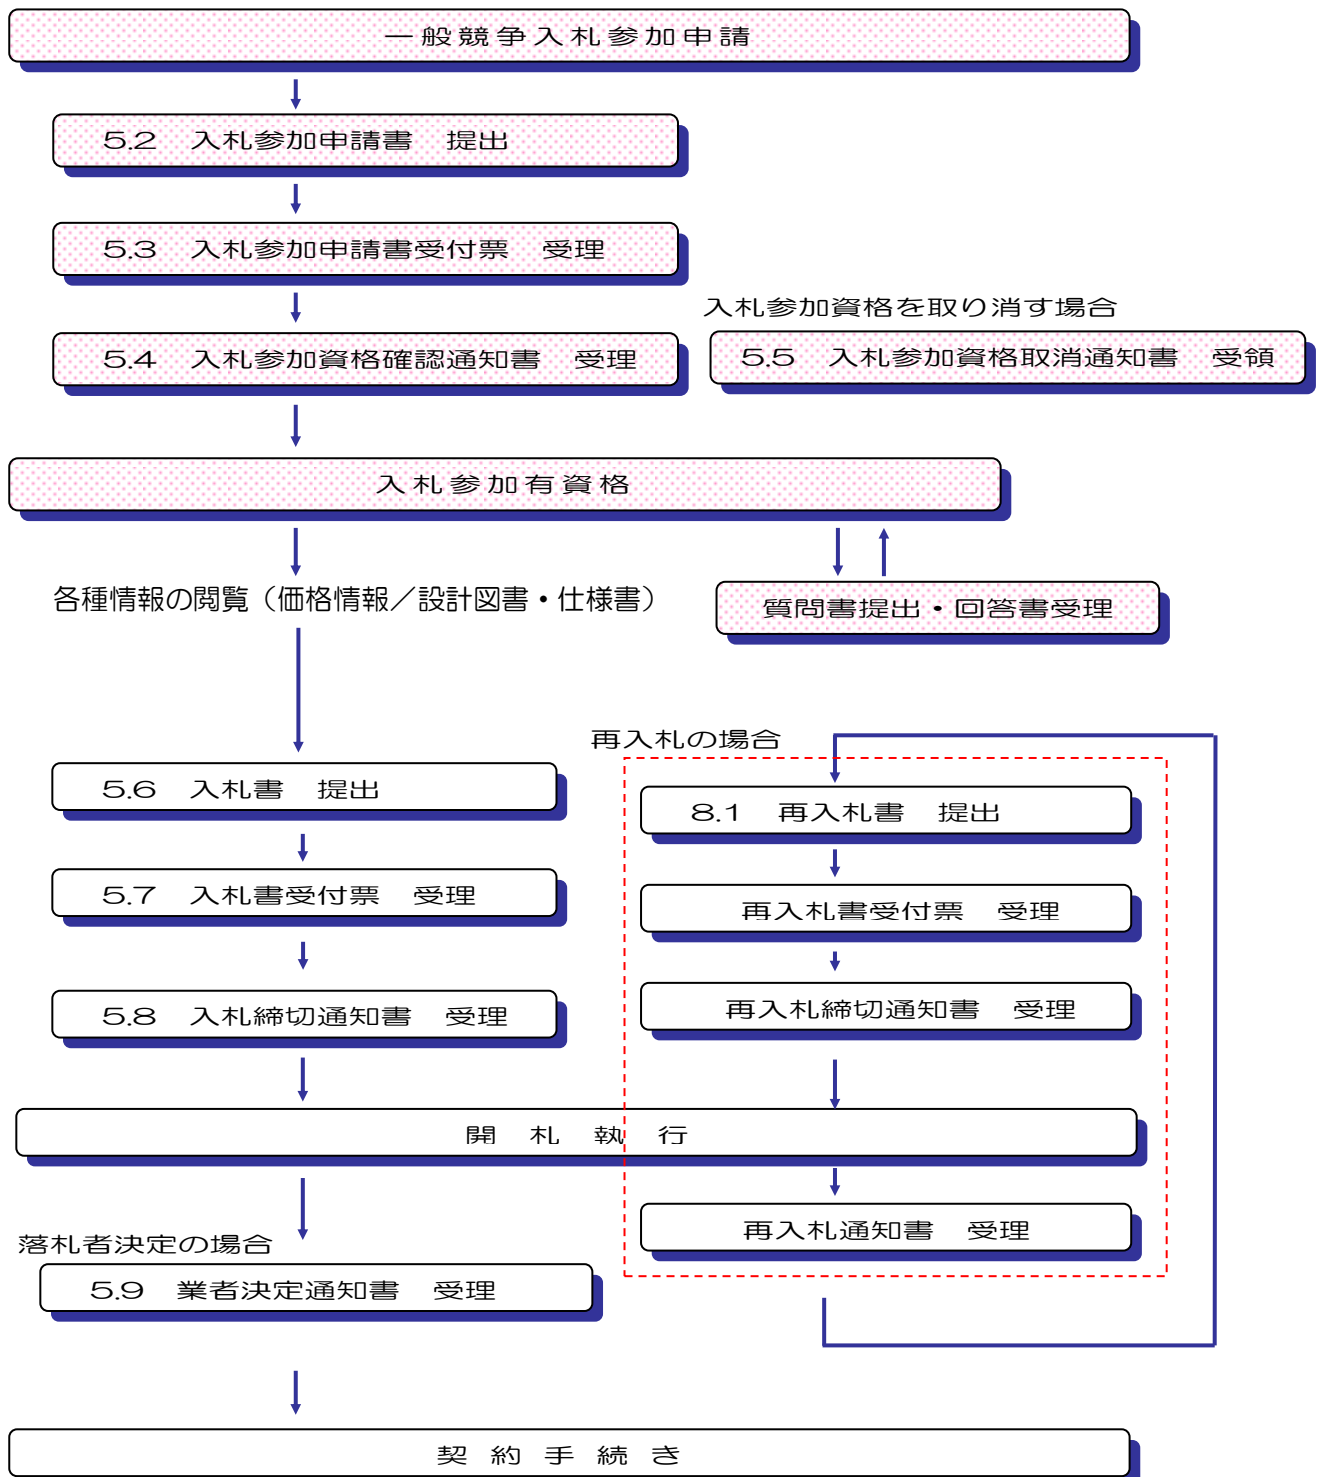 一般競争入札参加申請
5.2　入札参加申請書　提出
5.3　入札参加申請書受付票　受理
入札参加資格を取り消す場合
5.4　入札参加資格確認通知書　受理
5.5　入札参加資格取消通知書　受領
入札参加有資格
各種情報の閲覧（価格情報／設計図書・仕様書）
質問書提出・回答書受理
再入札の場合
5.6　入札書　提出
8.1　再入札書　提出
5.7　入札書受付票　受理
再入札書受付票　受理
5.8　入札締切通知書　受理
再入札締切通知書　受理
開　札　執　行
再入札通知書　受理
落札者決定の場合
5.9　業者決定通知書　受理
契 約 手 続 き